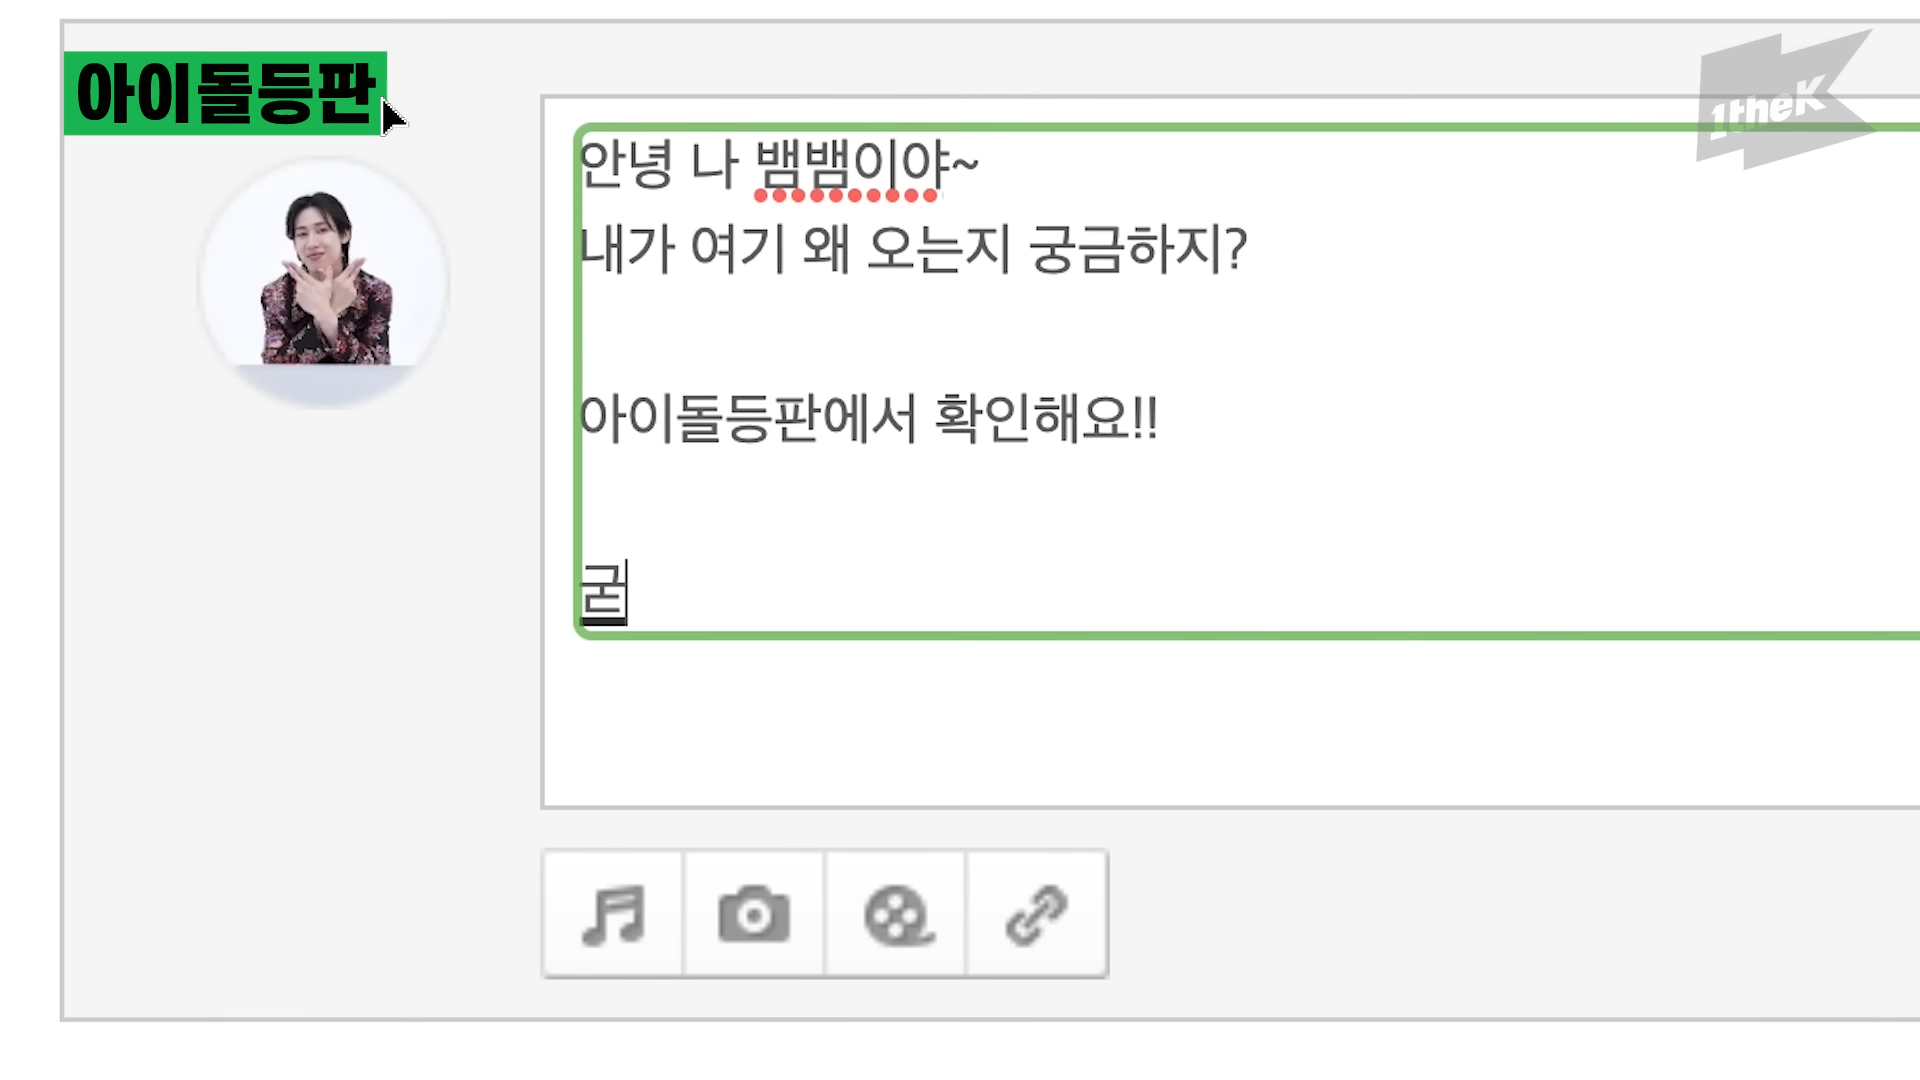 아이돌등판
1theK
안녕 나 뱀뱀이야~
내가 여기 왜 오는지 궁금하지?
아이돌등판에서 확인해요!!
굳